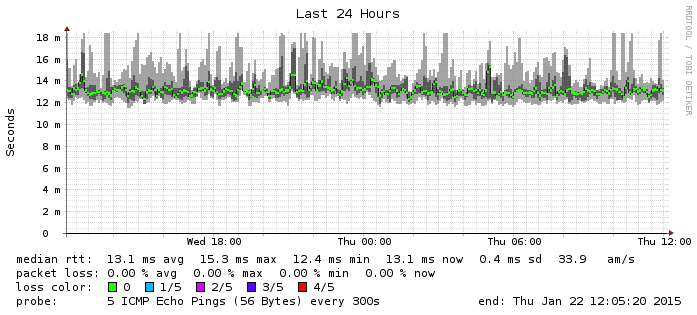 Last 24 Hours
RRDTOOL / TOBI OETIKER
Seconds
18 m
16 m
14 m
12 m
10 m
8 m
6 m
4 m
2 m
0
Wed 18:00 Thu 00:00 Thu 06:00 Thu 12:00
median rtt: 13.1 ms avg 15.3 ms max 12.4 ms min 13.1 ms now 0.4 ms sd 33.9 am/s
packet loss: 0.00 % avg 0.00 % max 0.00 % min 0.00 % now
loss color: 0 1/5 2/5 3/5 4/5
probe: 5 ICMP Echo Pings (56 Bytes) every 300s end: Thu Jan 22 12:05:20 2015